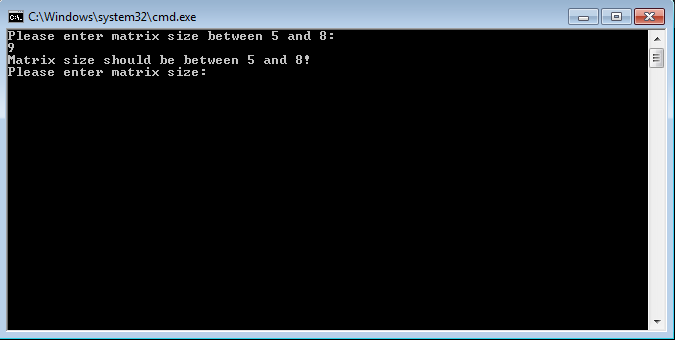 C:\Windows\system32\cmd.exe
Please enter matrix size between 5 and 8:
9
Matrix size should be between 5 and 8!
Please enter matrix size: